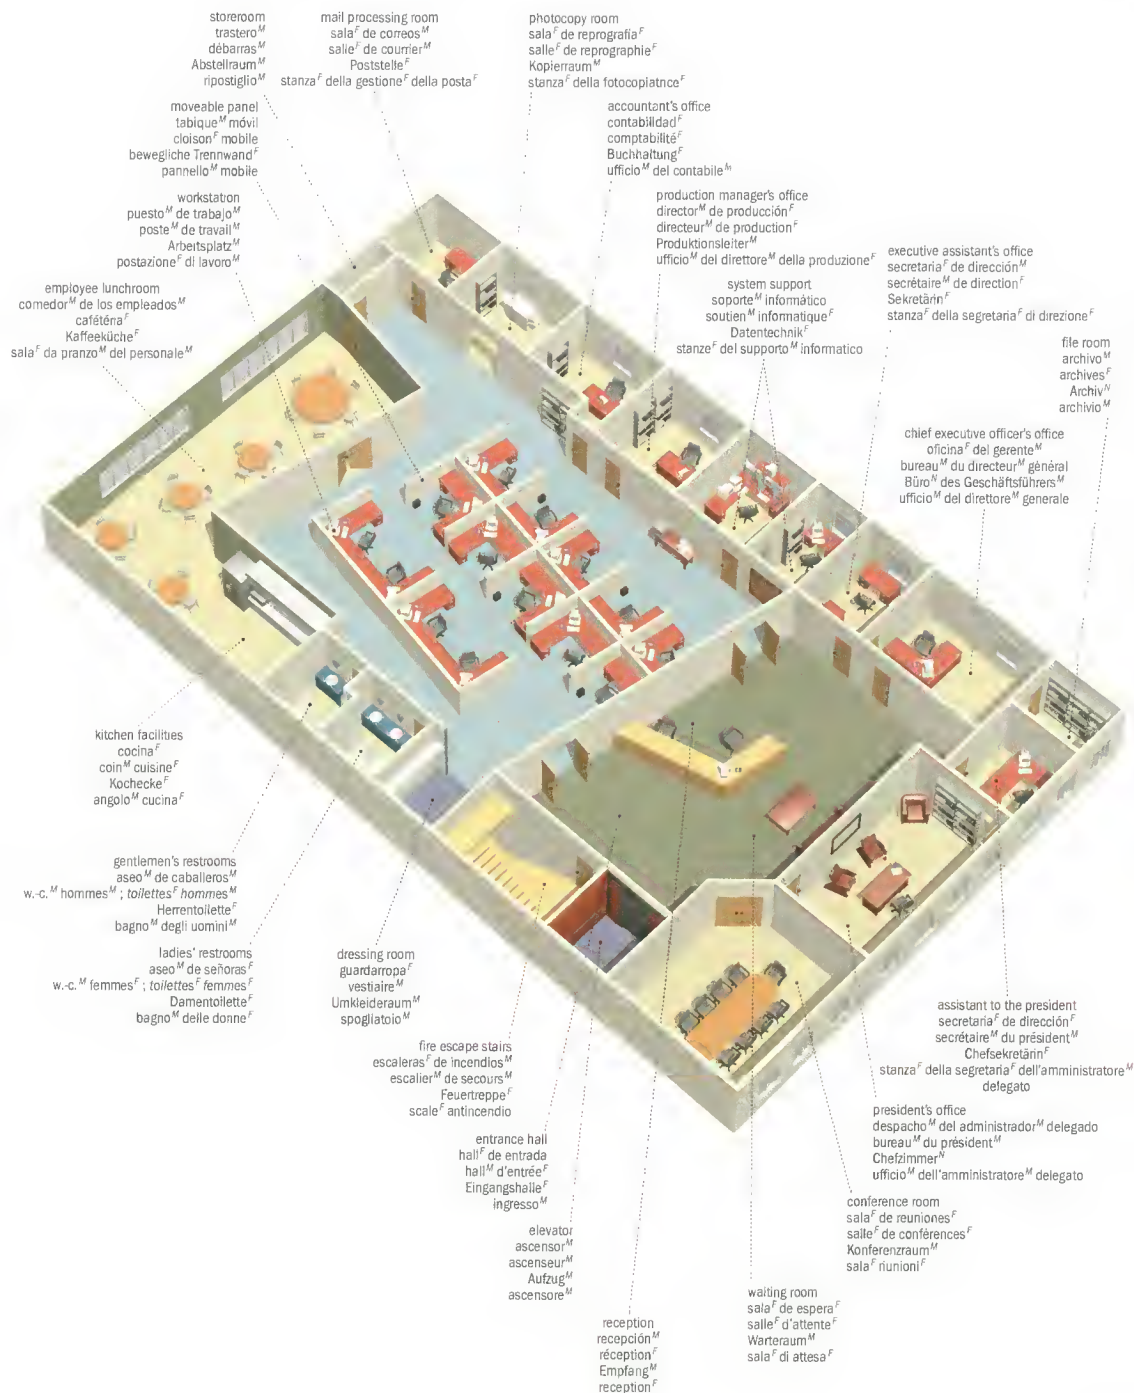 storeroom
trastero^M
débarras^M
Abstellraum^M
ripostiglio^M
mail processing room
sala^F de correos^M
salle^F de courrier^M
Poststelle^F
stanza^F della gestione^F della posta^F
photocopy room
sala^F de reprografía^F
salle^F de reprographie^F
Kopierraum^M
stanza^F della fotocopiatrice^F
moveable panel
tabique^M móvil
cloison^F mobile
bewegliche Trennwand^F
pannello^M mobile
accountant's office
contabilidad^F
comptabilité^F
Buchhaltung^F
ufficio^M del contabile^M
workstation
puesto^M de trabajo^M
poste^M de travail^M
Arbeitsplatz^M
postazione^F di lavoro^M
production manager's office
director^M de producción^F
directeur^M de production^F
Produktionsleiter^M
ufficio^M del direttore^M della produzione^F
executive assistant's office
secretaria^F de dirección^M
secrétaire^M de direction^F
Sekretärin^F
stanza^F della segretaria^F di direzione^F
employee lunchroom
comedor^M de los empleados^M
cafétéria^F
Kaffeeküche^F
sala^F da pranzo^M del personale^M
system support
soporte^M informático
soutien^M informatique^F
Datentechnik^F
stanze^F del supporto^M informatico
file room
archivo^M
archives^F
Archiv^N
archivio^M
chief executive officer's office
oficina^F del gerente^M
bureau^M du directeur^M général
Büro^N des Geschäftsführers^M
ufficio^M del direttore^M generale
kitchen facilities
cocina^F
coin^M cuisine^F
Kochecke^F
angolo^M cucina^F
gentlemen's restrooms
aseo^M de caballeros^M
w.-c.^M hommes^M ; toilettes^F hommes^M
Herrentoilette^F
bagno^M degli uomini^M
ladies' restrooms
aseo^M de señoras^F
w.-c.^M femmes^F ; toilettes^F femmes^F
Damentoilette^F
bagno^M delle donne^F
dressing room
guardarropa^F
vestiaire^M
Umkleideraum^M
spogliatoio^M
fire escape stairs
escaleras^F de incendios^M
escalier^M de secours^M
Feuertreppe^F
scale^F antincendio
entrance hall
hall^F de entrada
hall^M d'entrée^F
Eingangshalle^F
ingresso^M
elevator
ascensor^M
ascenseur^M
Aufzug^M
ascensore^M
reception
recepción^M
réception^F
Empfang^M
reception^F
waiting room
sala^F de espera^F
salle^F d'attente^F
Warteraum^M
sala^F di attesa^F
conference room
sala^F de reuniones^F
salle^F de conférences^F
Konferenzraum^M
sala^F riunioni^F
president's office
despacho^M del administrador^M delegado
bureau^M du président^M
Chefzimmer^N
ufficio^M dell'amministratore^M delegato
assistant to the president
secretaria^F de dirección^F
secrétaire^M du président^M
Chefsekretärin^F
stanza^F della segretaria^F dell'amministratore^M
delegato